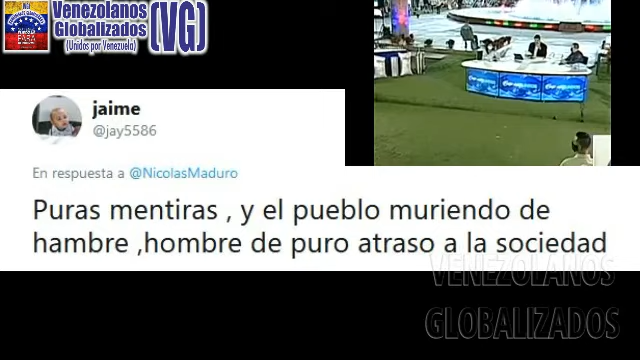 Venezolanos
Globalizados
(Unidos por Venezuela)
(VG)
jaime
@jay5586
En respuesta a @NicolasMaduro
Puras mentiras , y el pueblo muriendo de
hambre ,hombre de puro atraso a la sociedad
VENEZOLANOS
GLOBALIZADOS